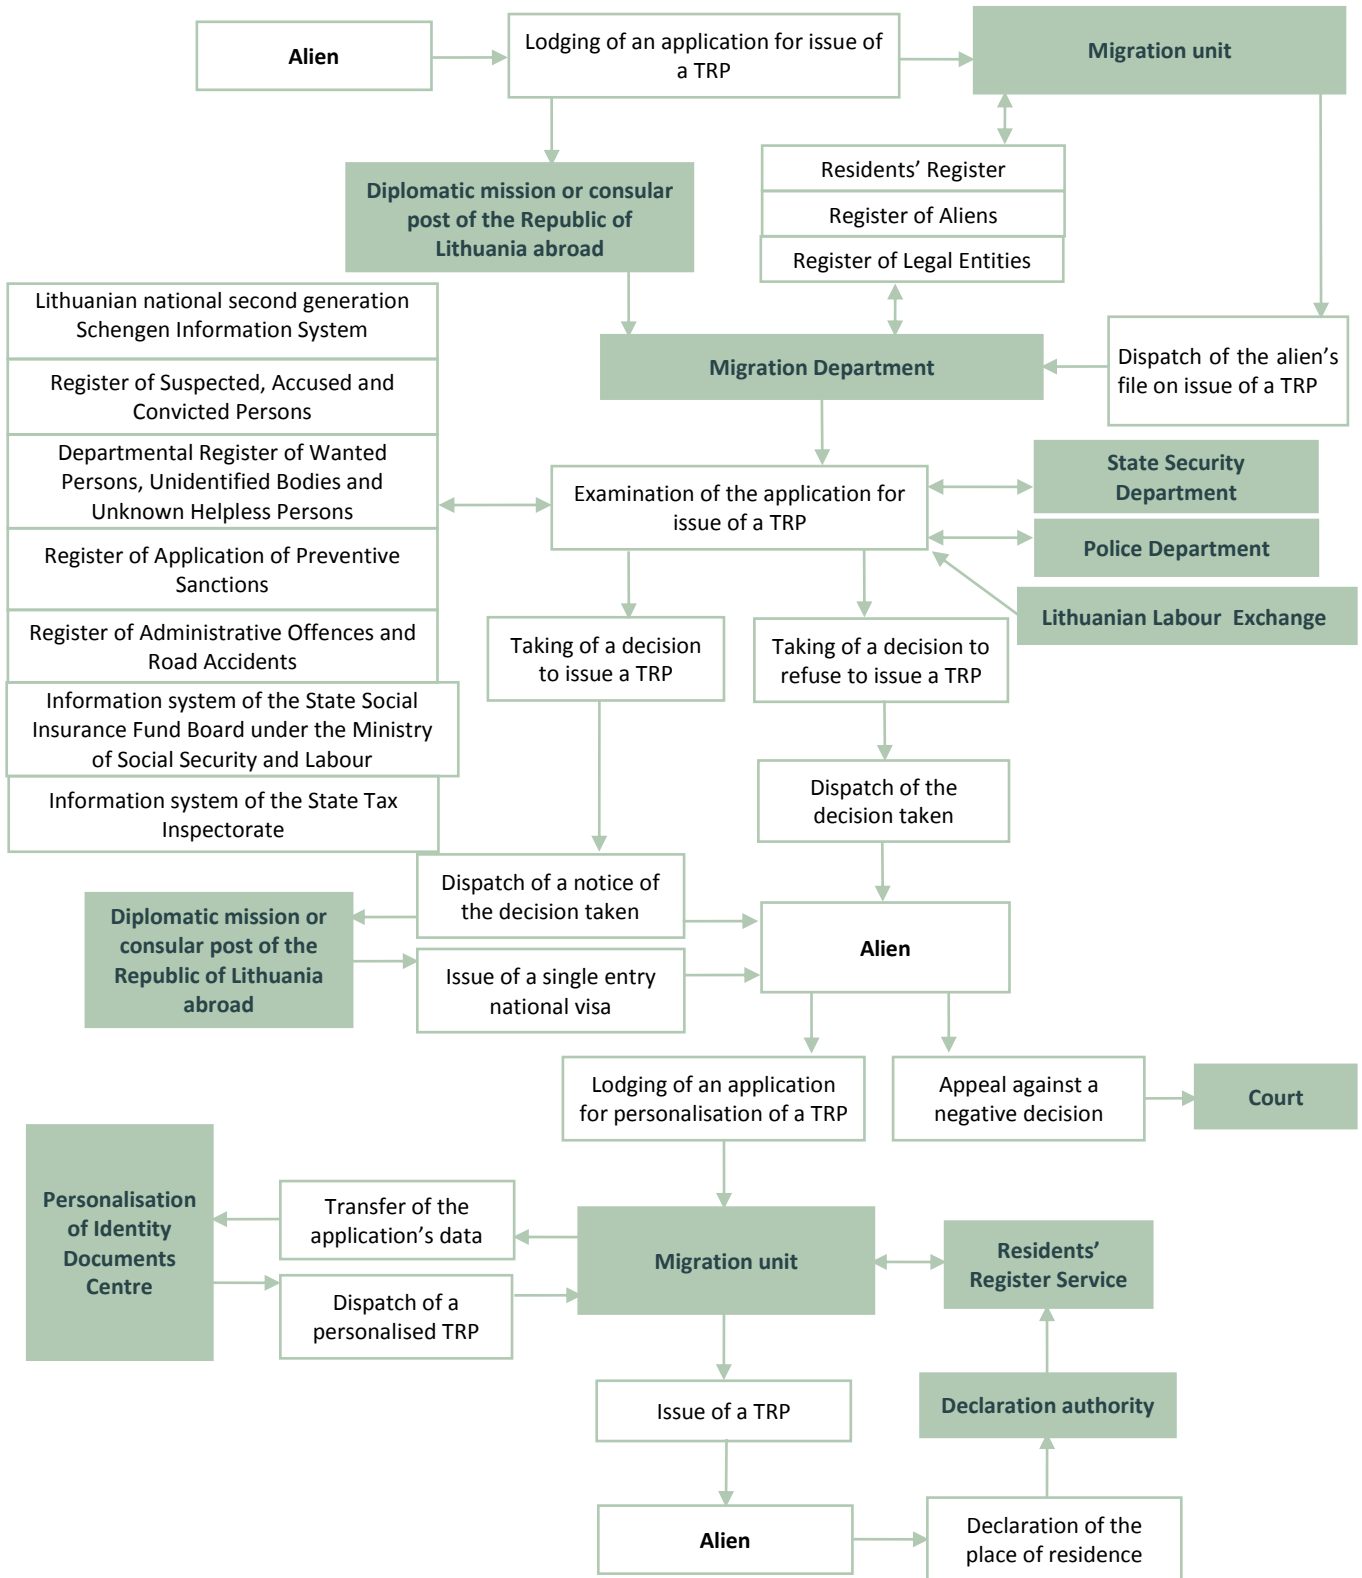 Alien
Lodging of an application for issue of
a TRP
Migration unit
Diplomatic mission or consular
post of the Republic of
Lithuania abroad
Residents’ Register
Register of Aliens
Register of Legal Entities
Lithuanian national second generation
Schengen Information System
Register of Suspected, Accused and
Convicted Persons
Departmental Register of Wanted
Persons, Unidentified Bodies and
Unknown Helpless Persons
Register of Application of Preventive
Sanctions
Register of Administrative Offences and
Road Accidents
Information system of the State Social
Insurance Fund Board under the Ministry
of Social Security and Labour
Information system of the State Tax
Inspectorate
Migration Department
Dispatch of the alien’s
file on issue of a TRP
Examination of the application for
issue of a TRP
State Security
Department
Police Department
Lithuanian Labour  Exchange
Taking of a decision
to issue a TRP
Taking of a decision to
refuse to issue a TRP
Dispatch of the
decision taken
Dispatch of a notice of
the decision taken
Diplomatic mission or
consular post of the
Republic of Lithuania
abroad
Issue of a single entry
national visa
Alien
Lodging of an application
for personalisation of a TRP
Appeal against a
negative decision
Court
Personalisation
of Identity
Documents
Centre
Transfer of the
application’s data
Dispatch of a
personalised TRP
Migration unit
Residents’
Register Service
Issue of a TRP
Declaration authority
Alien
Declaration of the
place of residence